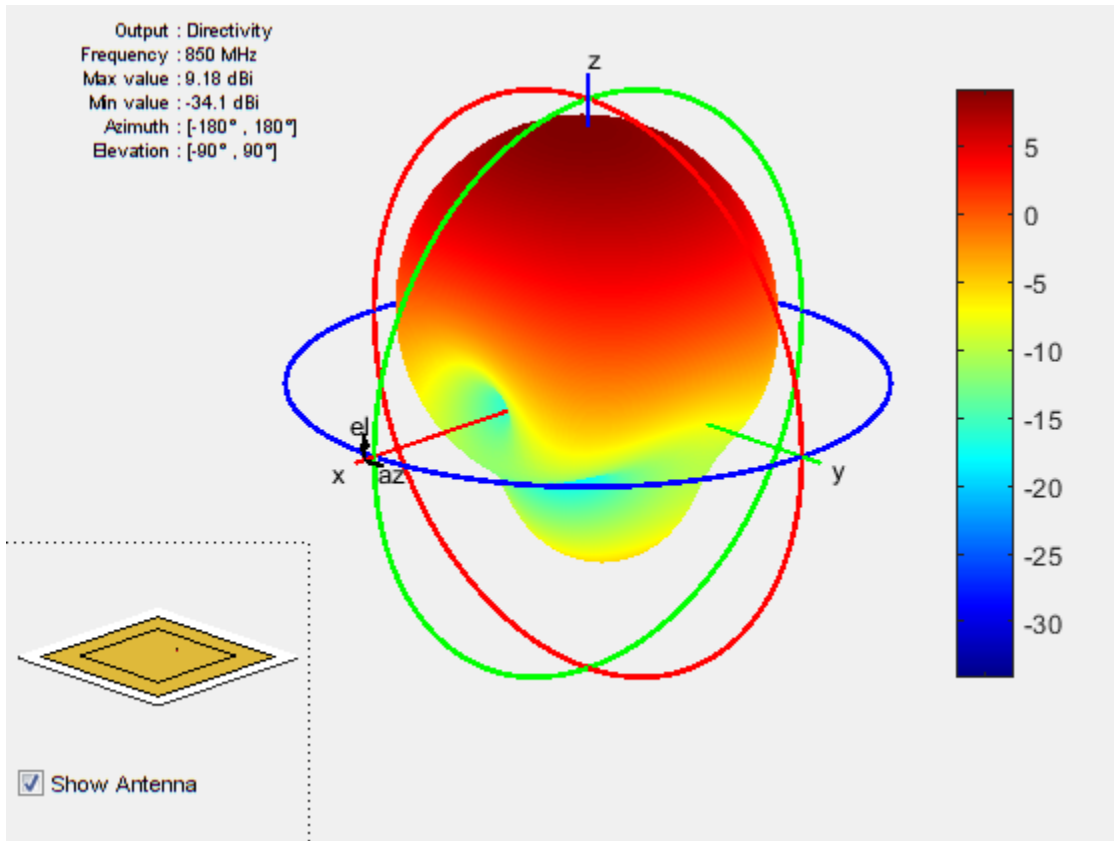 Output : Directivity
Frequency : 850 MHz
Max value : 9.18 dBi
Min value : -34.1 dBi
Azimuth : [-180° , 180°]
Elevation : [-90° , 90°]
z
el
x
az
y
5
0
-5
-10
-15
-20
-25
-30
Show Antenna